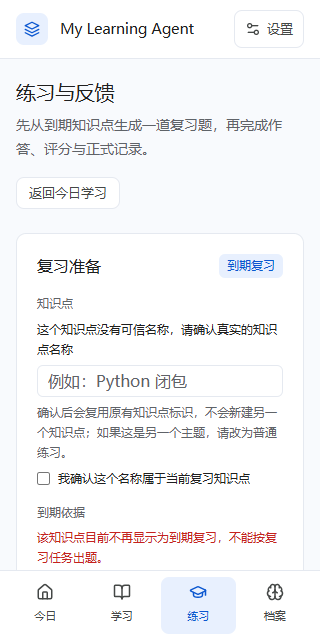 My Learning Agent
设置
练习与反馈
先从到期知识点生成一道复习题，再完成作
答、评分与正式记录。
返回今日学习
复习准备
到期复习
知识点
这个知识点没有可信名称，请确认真实的知识
点名称
例如：Python 闭包
确认后会复用原有知识点标识，不会新建另一
个知识点；如果这是另一个主题，请改为普通
练习。
我确认这个名称属于当前复习知识点
到期依据
该知识点目前不再显示为到期复习，不能按复
习任务出题。
今日
学习
练习
档案